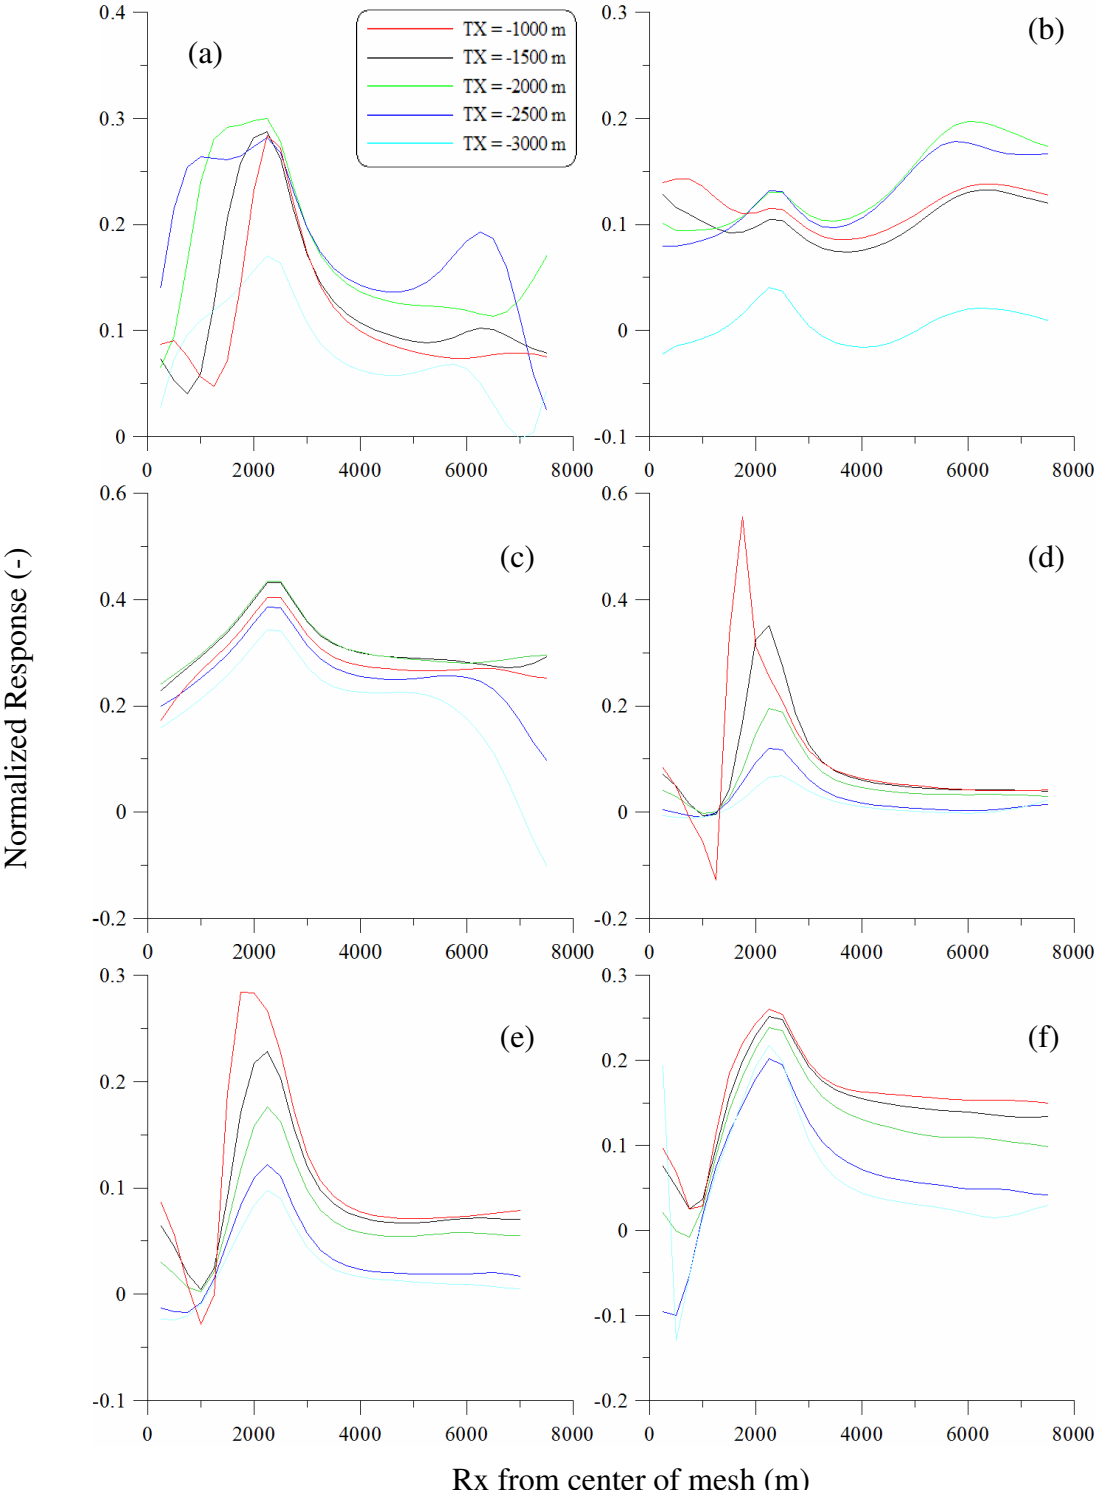 0.4
(a)
TX = -1000 m
TX = -1500 m
TX = -2000 m
TX = -2500 m
TX = -3000 m
0.3
0.2
0.1
0
0 2000 4000 6000 8000
0.3
(b)
0.2
0.1
0
-0.1
0 2000 4000 6000 8000
Normalized Response (-)
0.6
(c)
0.4
0.2
0
-0.2
0 2000 4000 6000 8000
0.6
(d)
0.4
0.2
0
-0.2
0 2000 4000 6000 8000
0.3
(e)
0.2
0.1
0
-0.1
0 2000 4000 6000 8000
0.3
(f)
0.2
0.1
0
-0.1
-0.2
0 2000 4000 6000 8000
Rx from center of mesh (m)